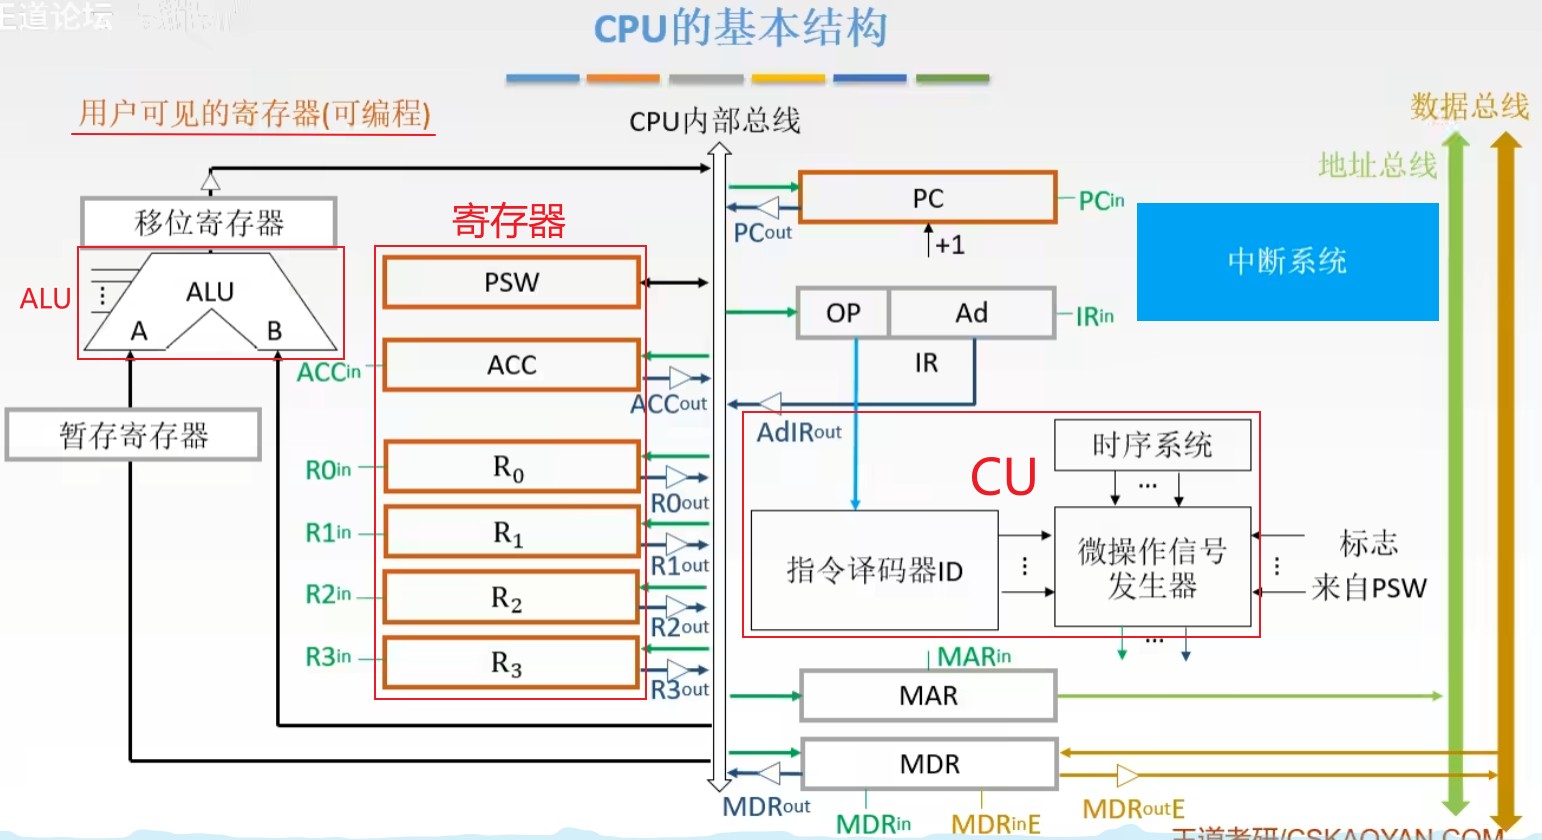 王道论坛
CPU的基本结构
用户可见的寄存器(可编程)
CPU内部总线
数据总线
地址总线
移位寄存器
寄存器
PC
PCin
PCout
+1
中断系统
ALU
ALU
A
B
PSW
OP
Ad
IRin
IR
ACCin
ACC
ACCout
AdIRout
暂存寄存器
CU
时序系统
...
R0in
R₀
R0out
R1in
R₁
R1out
指令译码器ID
微操作信号
发生器
标志
来自PSW
R2in
R₂
R2out
...
R3in
R₃
R3out
MARin
MAR
MDR
MDRout
MDRin
MDRinE
MDRoutE
王道考研/CSKAOYAN.COM